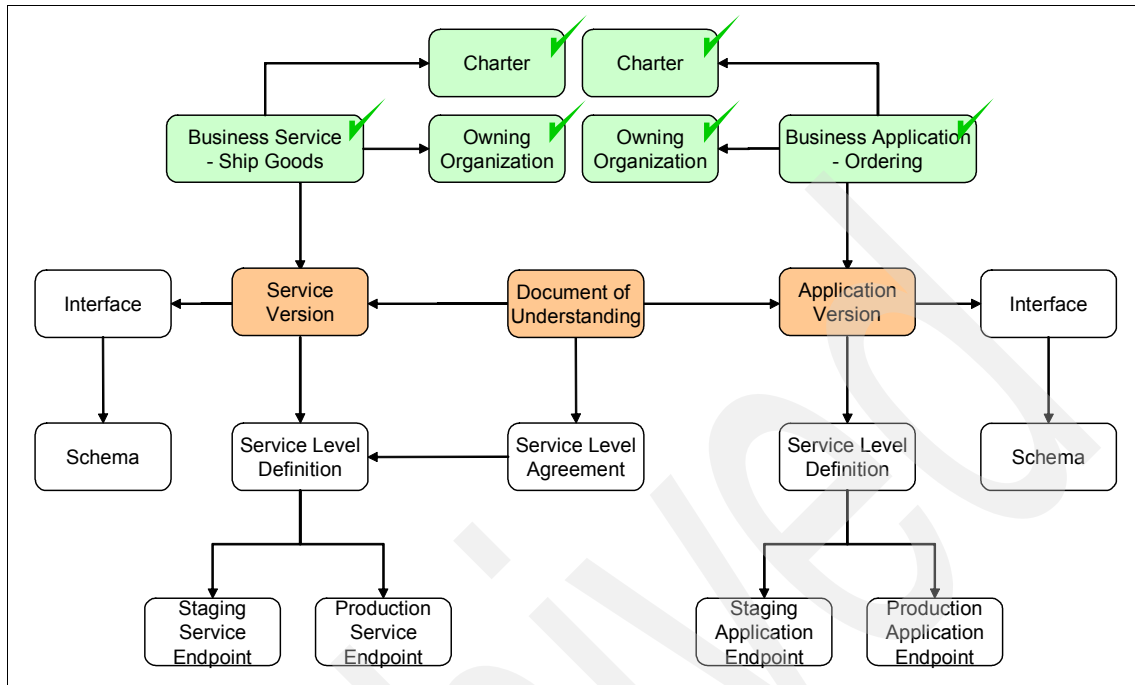 Charter
Charter
Business Service
- Ship Goods
Owning
Organization
Owning
Organization
Business Application
- Ordering
Interface
Service
Version
Document of
Understanding
Application
Version
Interface
Schema
Service Level
Definition
Service Level
Agreement
Service Level
Definition
Schema
Staging
Service
Endpoint
Production
Service
Endpoint
Staging
Application
Endpoint
Production
Application
Endpoint